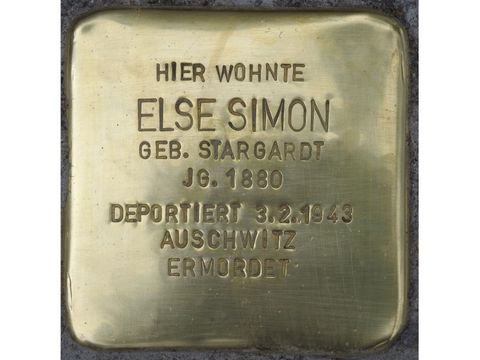 HIER WOHNTE
ELSE SIMON
GEB. STARGARDT
JG. 1880
DEPORTIERT 3.2.1943
AUSCHWITZ
ERMORDET